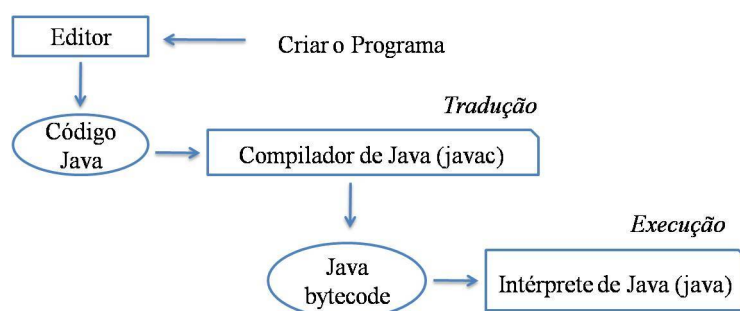 Editor
Criar o Programa
Tradução
Código
Java
Compilador de Java (javac)
Execução
Java
bytecode
Intérprete de Java (java)